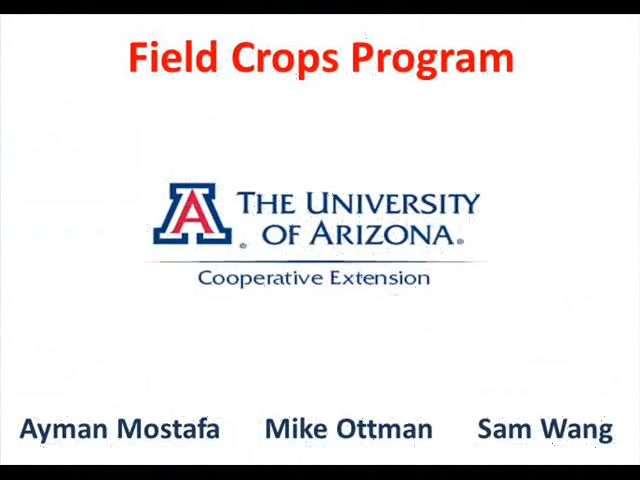 Field Crops Program
A
THE UNIVERSITY
OF ARIZONA®
Cooperative Extension
Ayman Mostafa Mike Ottman Sam Wang